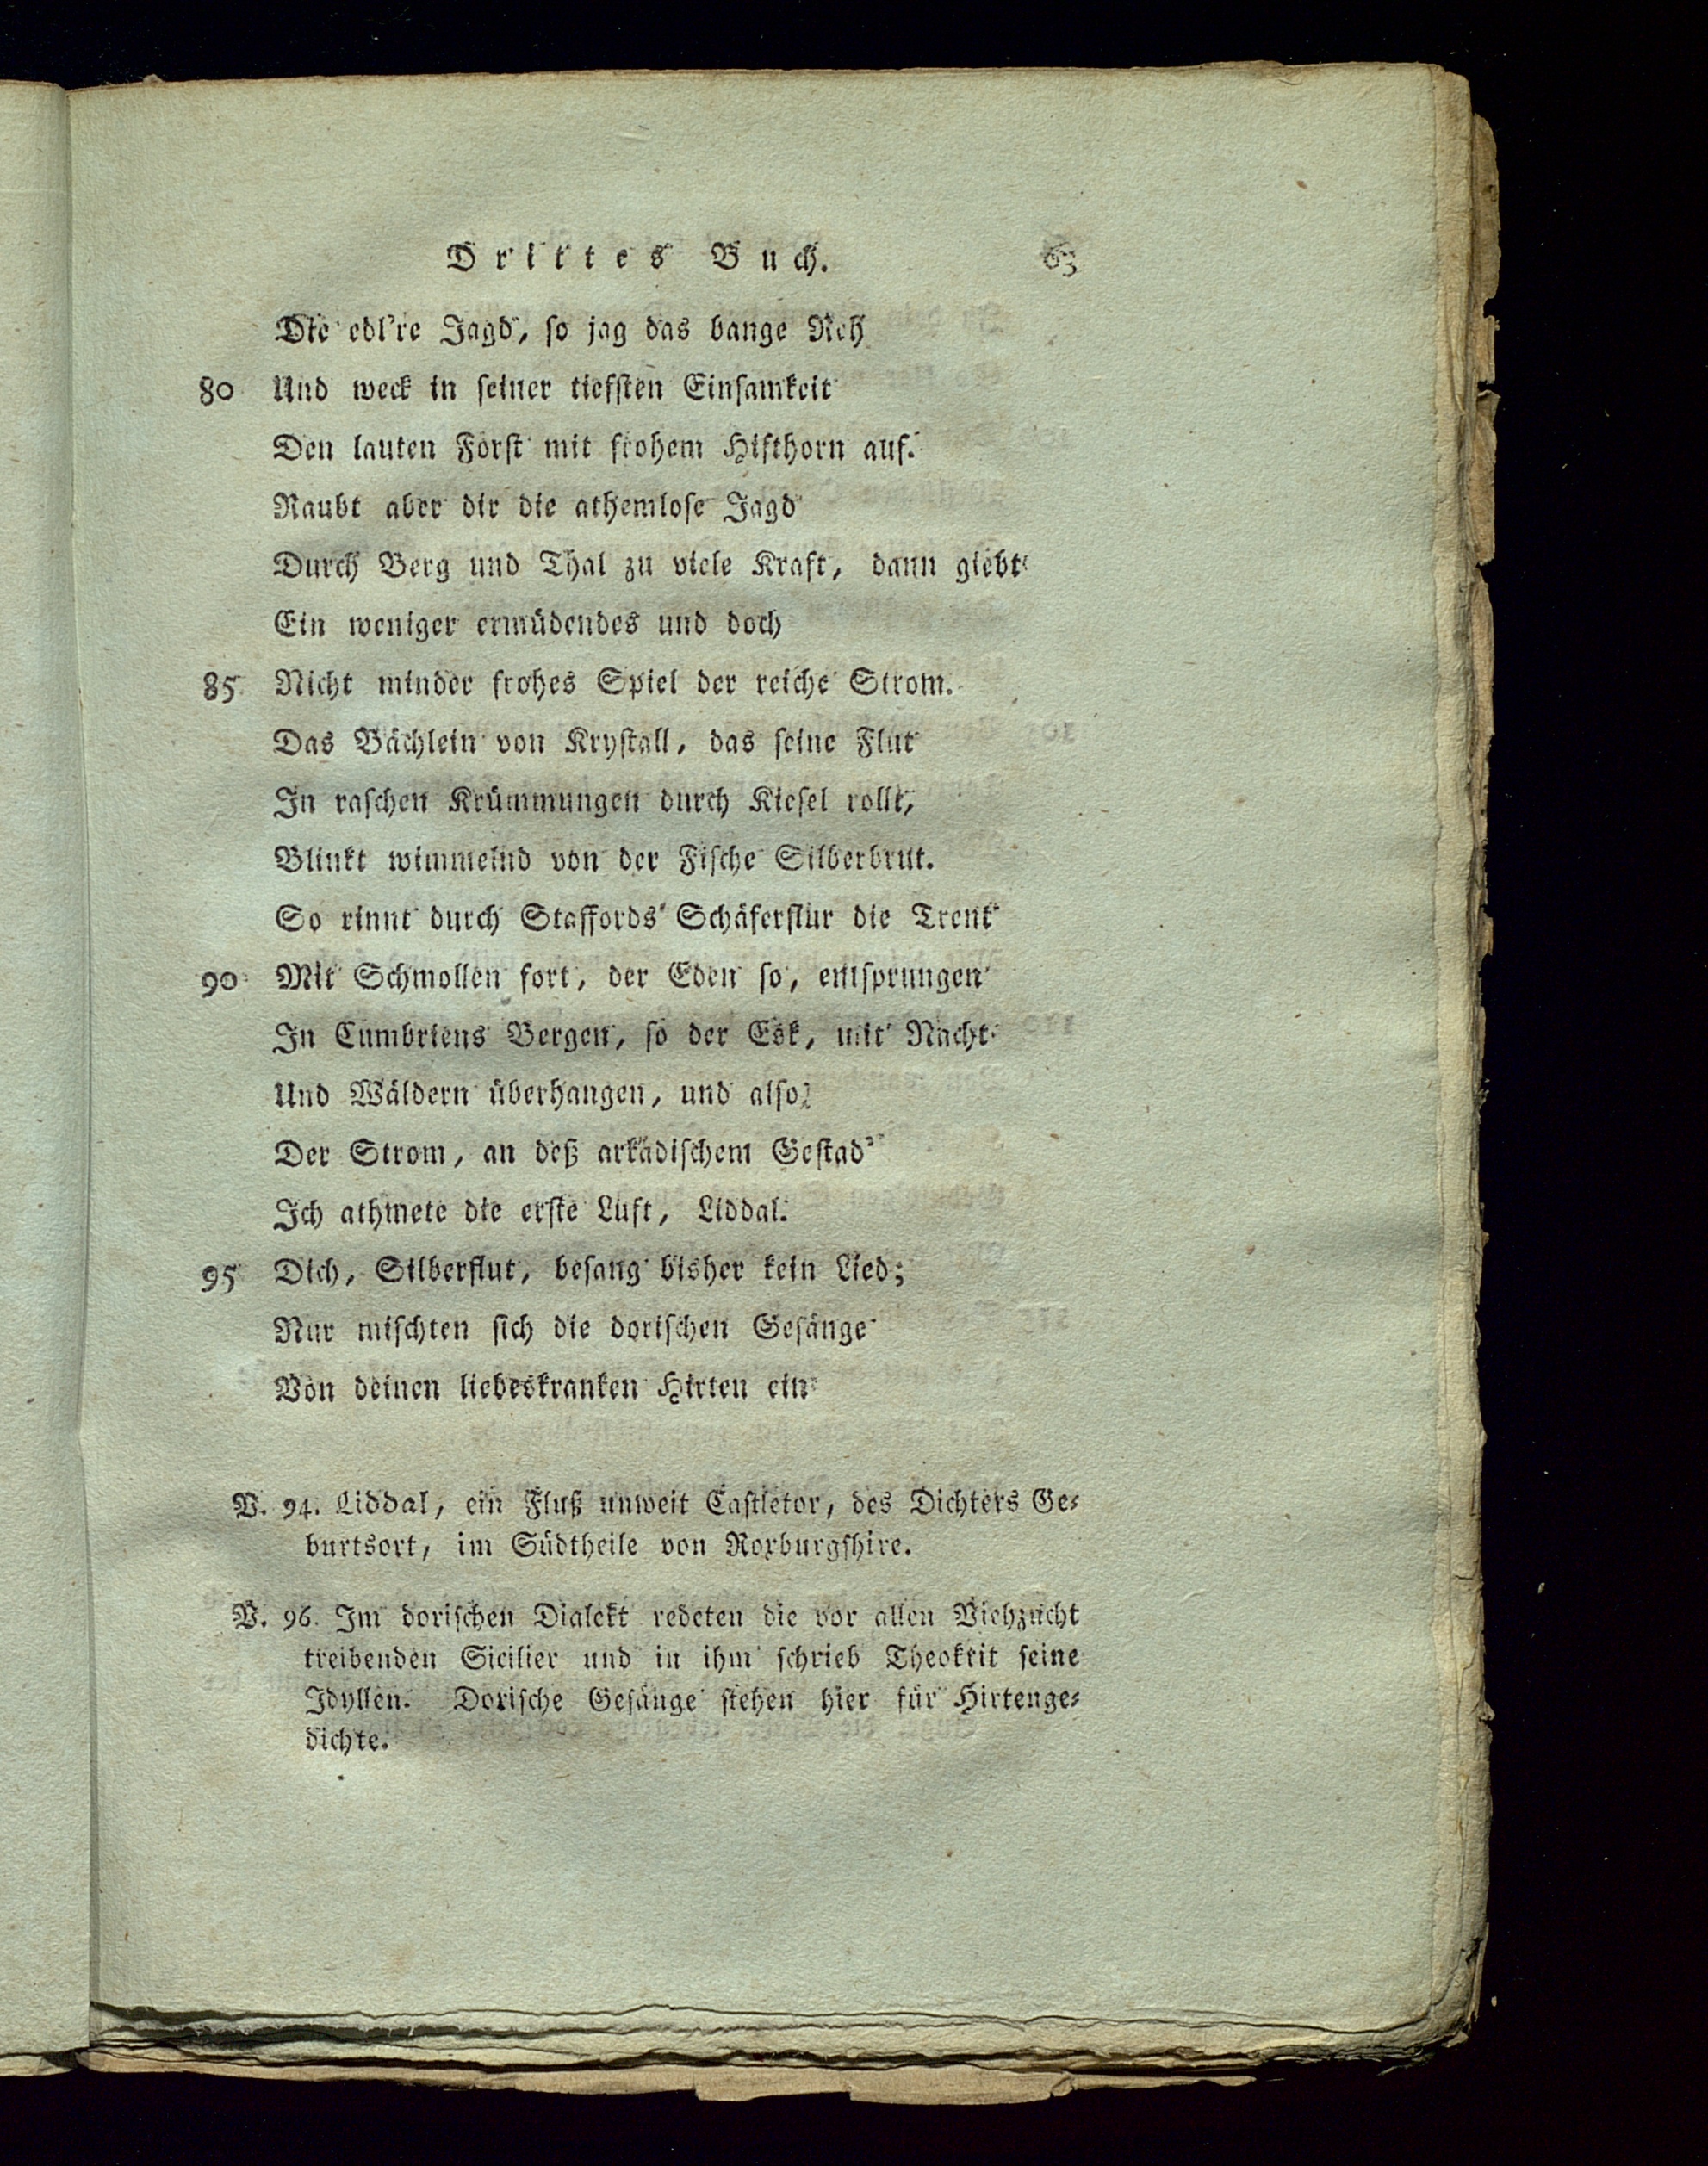 Drittes Buch. 63
Die edl're Jagd, so jag das bange Reh
80 Und weck in seiner tiefsten Einsamkeit
Den lauten Forst mit frohem Hifthorn auf.
Raubt aber dir die athemlose Jagd
Durch Berg und Thal zu viele Kraft, dann giebt
Ein weniger ermüdendes und doch
85 Nicht minder frohes Spiel der reiche Strom.
Das Bächlein von Krystall, das seine Flut
In raschen Krümmungen durch Kiesel rollt,
Blinkt wimmelnd von der Fische Silberbrut.
So rinnt durch Staffords Schäferflur die Trent
90 Mit Schmollen fort, der Eden so, entsprungen
In Cumbriens Bergen, so der Esk, mit Nacht
Und Wäldern überhangen, und also
Der Strom, an deß arkadischem Gestad'
Ich athmete die erste Luft, Liddal.
95 Dich, Silberflut, besang bisher kein Lied;
Nur mischten sich die dorischen Gesänge
Von deinen liebeskranken Hirten ein
V. 94. Liddal, ein Fluß unweit Castletor, des Dichters Ge-
burtsort, im Südtheile von Roxburgshire.
V. 96. Im dorischen Dialekt redeten die vor allen Viehzucht
treibenden Sicilier und in ihm schrieb Theokrit seine
Idyllen. Dorische Gesänge stehen hier für Hirtenge-
dichte.